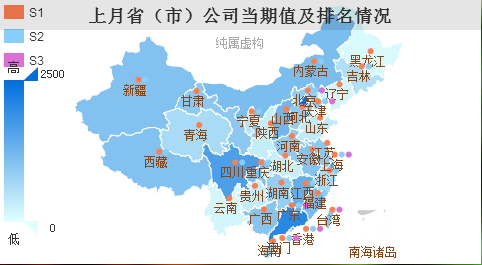 上月省（市）公司当期值及排名情况
纯属虚构
S1
S2
S3
高
2500
0
低
黑龙江
内蒙古
吉林
新疆
辽宁
甘肃
北京
天津
河北
宁夏
山西
山东
陕西
青海
河南
江苏
西藏
安徽
上海
湖北
四川
重庆
浙江
贵州
湖南
江西
福建
云南
广西
广东
台湾
香港
澳门
海南
南海诸岛